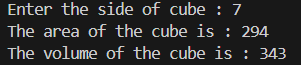 Enter the side of cube : 7
The area of the cube is : 294
The volume of the cube is : 343